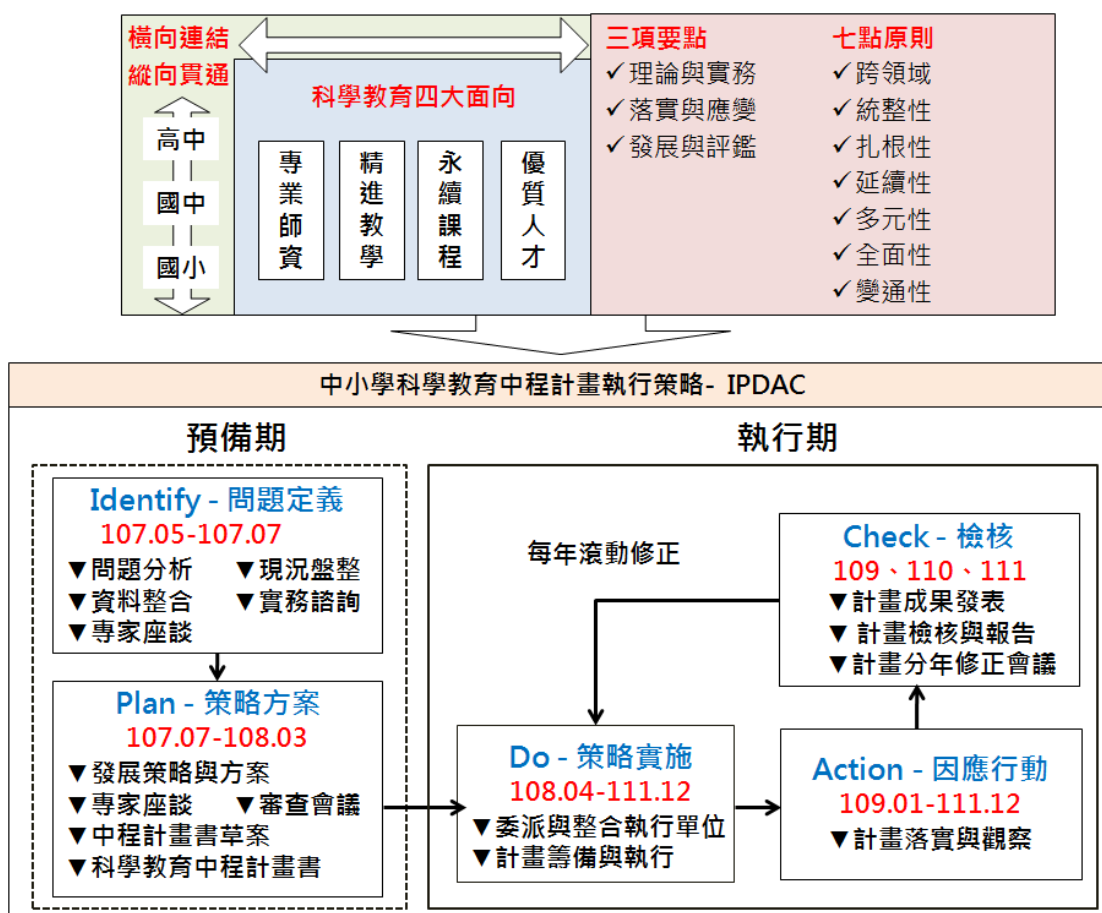 橫向連結
縱向貫通
高中
國中
國小
科學教育四大面向
專業師資
精進教學
永續課程
優質人才
三項要點
✓理論與實務
✓落實與應變
✓發展與評鑑
七點原則
✓跨領域
✓統整性
✓扎根性
✓延續性
✓多元性
✓全面性
✓變通性
中小學科學教育中程計畫執行策略- IPDAC
預備期
Identify - 問題定義
107.05-107.07
▼問題分析 ▼現況盤整
▼資料整合 ▼實務諮詢
▼專家座談
Plan - 策略方案
107.07-108.03
▼發展策略與方案
▼專家座談 ▼審查會議
▼中程計畫書草案
▼科學教育中程計畫書
執行期
每年滾動修正
Check - 檢核
109、110、111
▼計畫成果發表
▼ 計畫檢核與報告
▼計畫分年修正會議
Do - 策略實施
108.04-111.12
▼委派與整合執行單位
▼計畫籌備與執行
Action - 因應行動
109.01-111.12
▼計畫落實與觀察